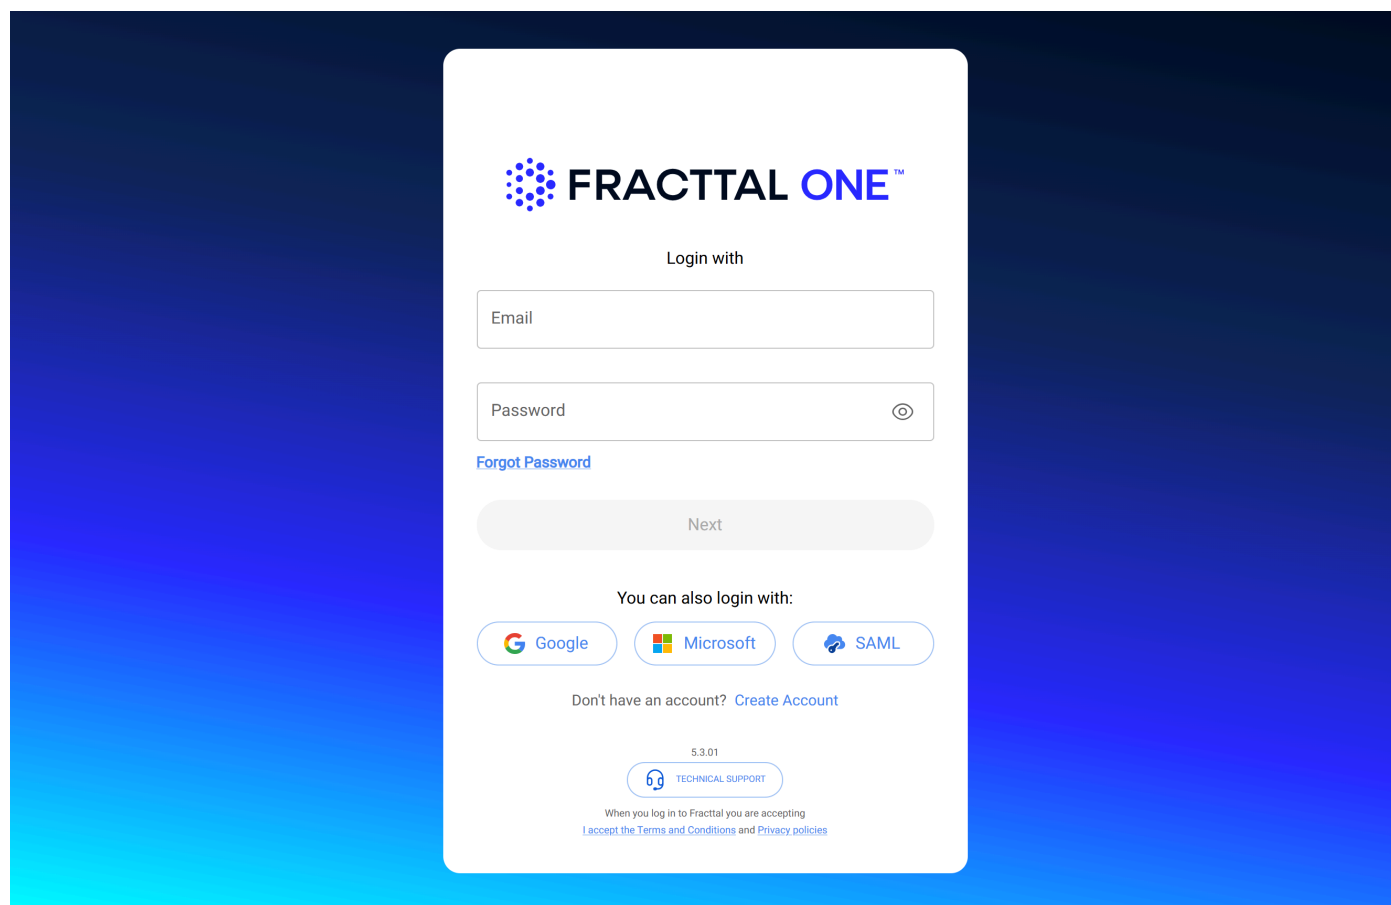 FRACTTAL ONE™
Login with
Email
Password
Forgot Password
Next
You can also login with:
Google
Microsoft
SAML
Don't have an account? Create Account
5.3.01
TECHNICAL SUPPORT
When you log in to Fracttal you are accepting
I accept the Terms and Conditions and Privacy policies